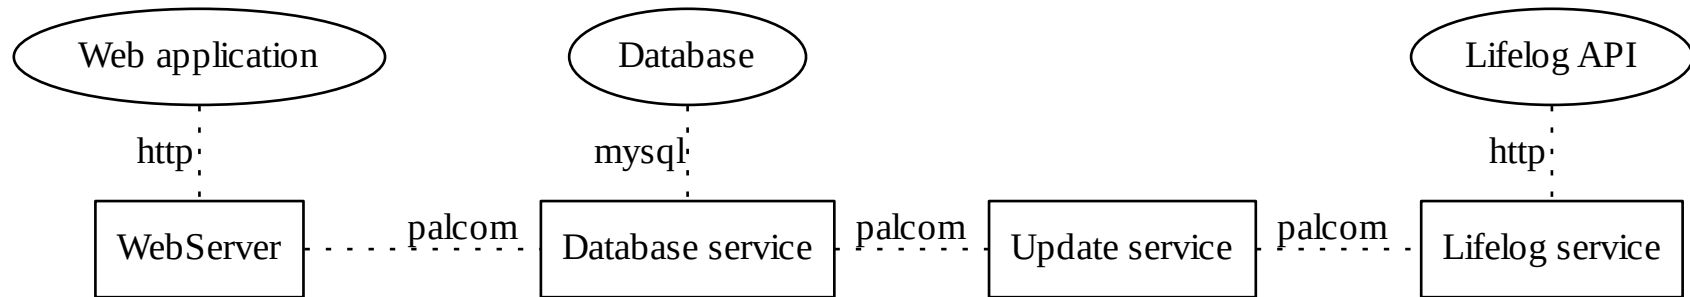 Web application
Database
Lifelog API
http
mysql
http
palcom
palcom
palcom
WebServer
Database service
Update service
Lifelog service